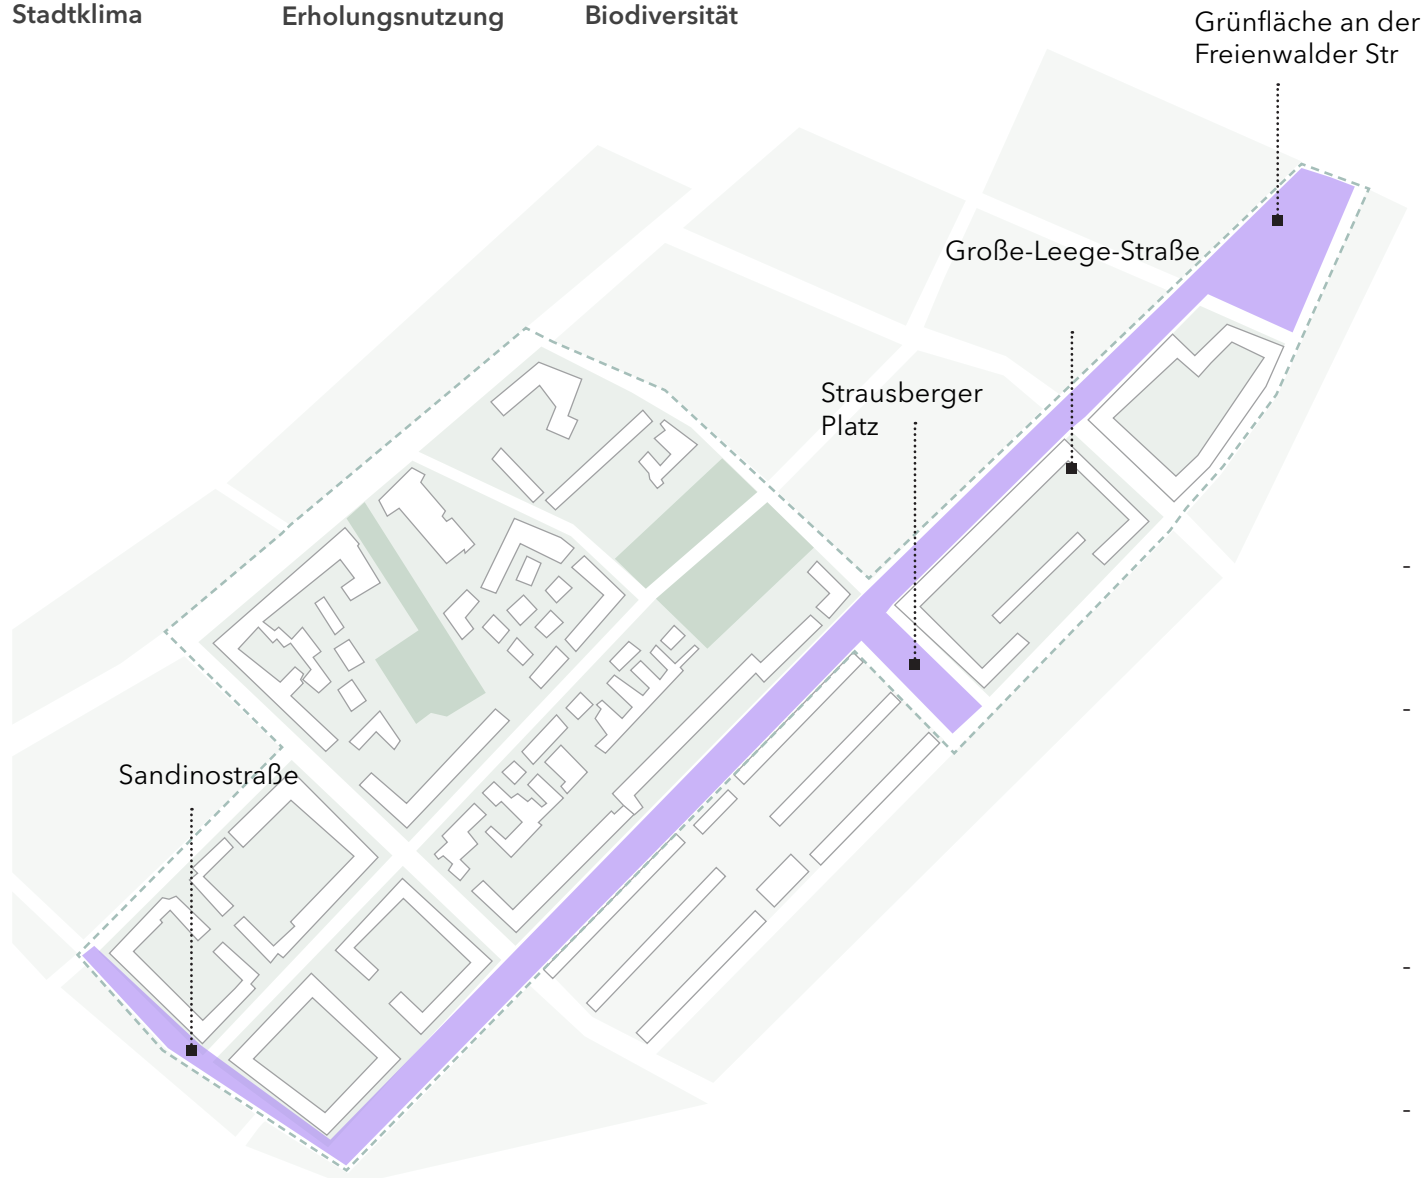 Stadtklima
Erholungsnutzung
Biodiversität
Grünfläche an der
Freienwalder Str
Große-Leege-Straße
Strausberger
Platz
Sandinostraße
-
-
-
-